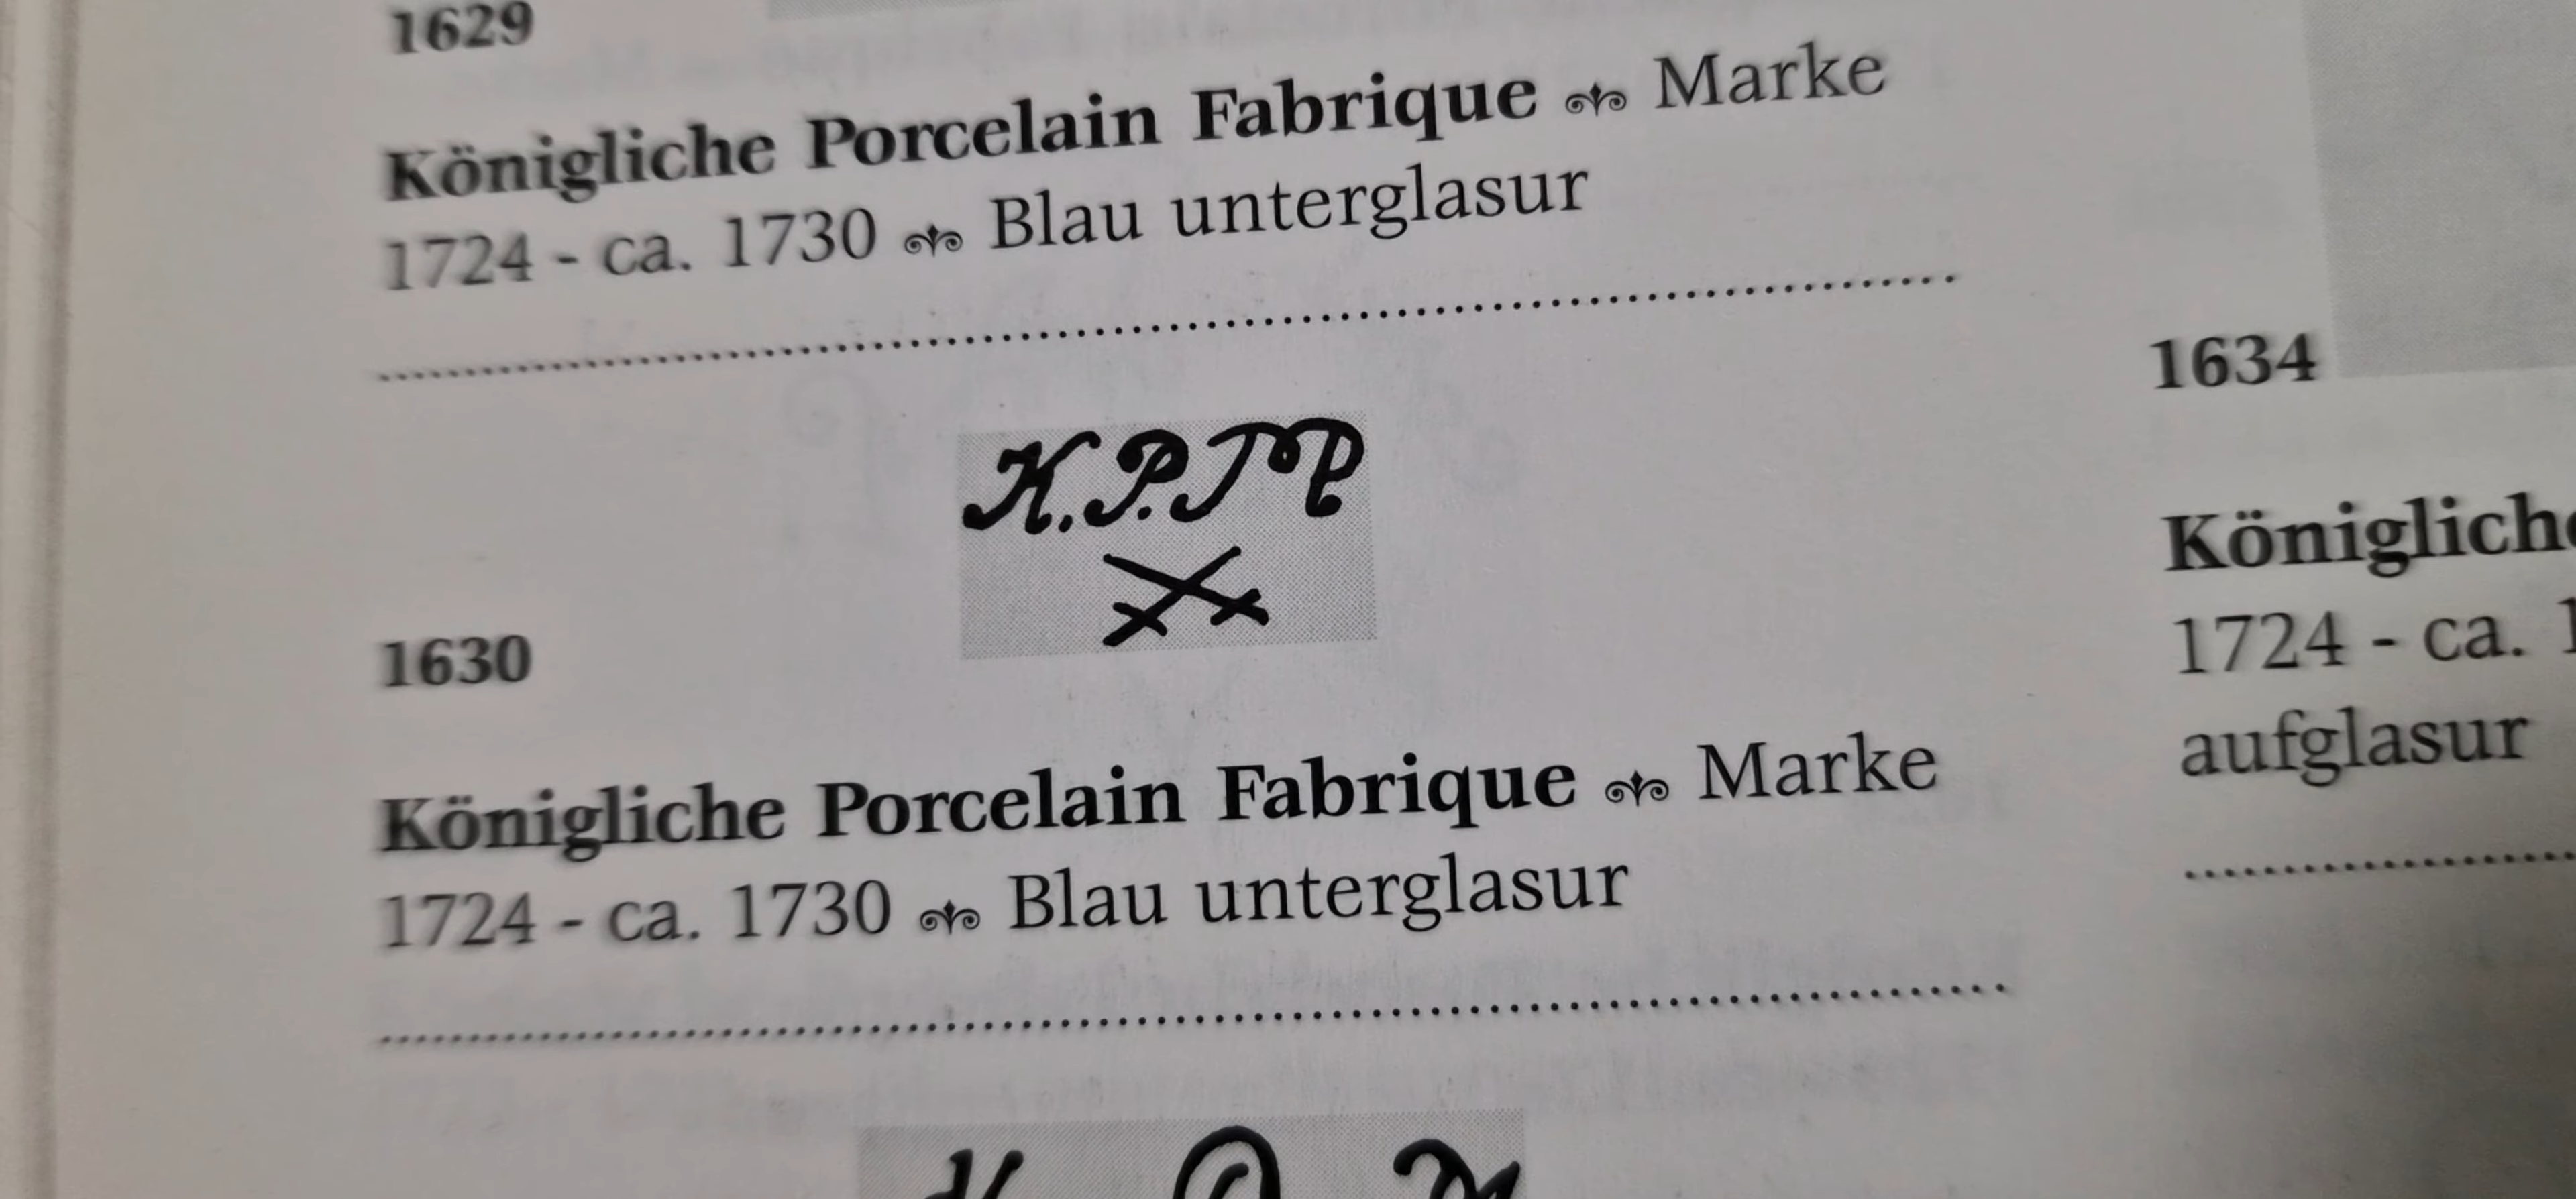 1629
Königliche Porcelain Fabrique Marke
1724 - ca. 1730 Blau unterglasur
K.P.M
1630
Königliche Porcelain Fabrique Marke
1724 - ca. 1730 Blau unterglasur
1634
1724 - ca.
aufglasur